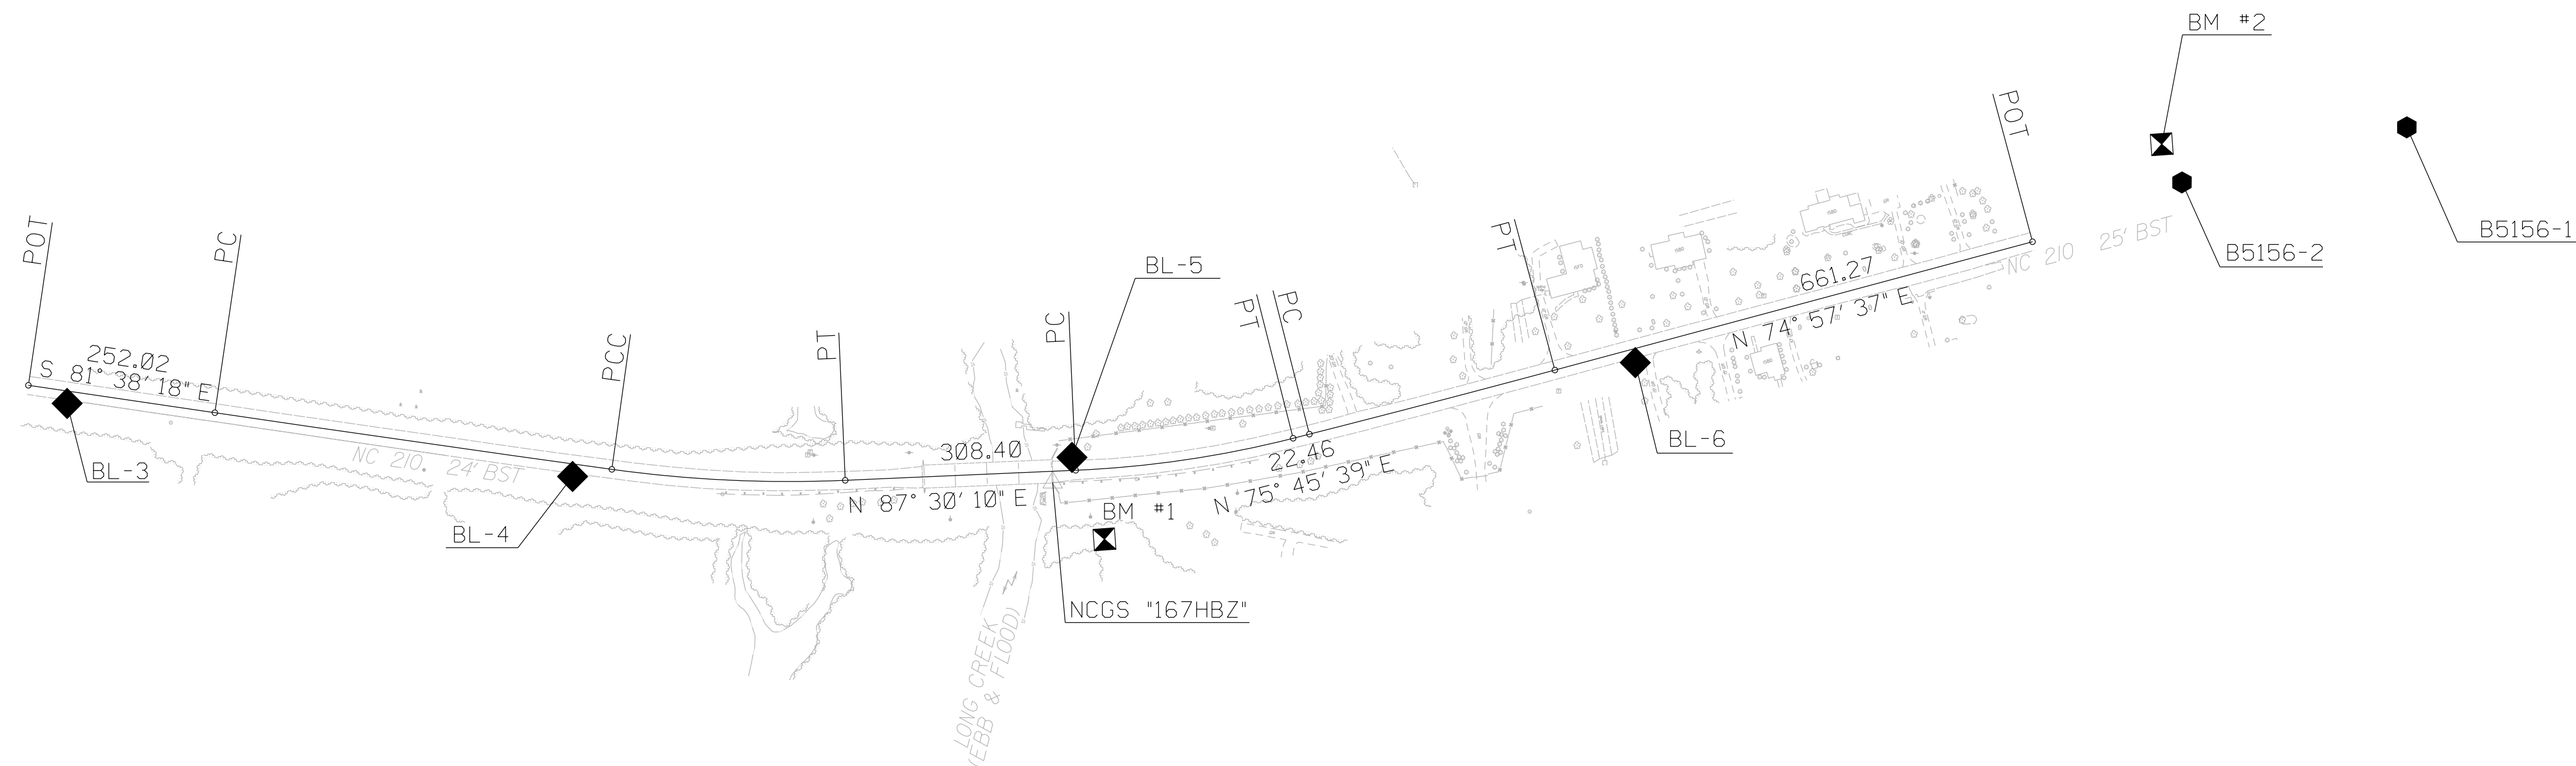 BM #2
POT
B5156-1
B5156-2
NC 210 25' BST
POT
PC
PT
661.27
N 74° 57' 37" E
BL-5
PC
PT
PC
PCC
PT
252.02
S 81° 38' 18" E
308.40
BL-6
22.46
N 75° 45' 39" E
BL-3
NC 210 24' BST
N 87° 30' 10" E
BM #1
BL-4
NCGS "167HBZ"
LONG CREEK
(EBB & FLOOD)